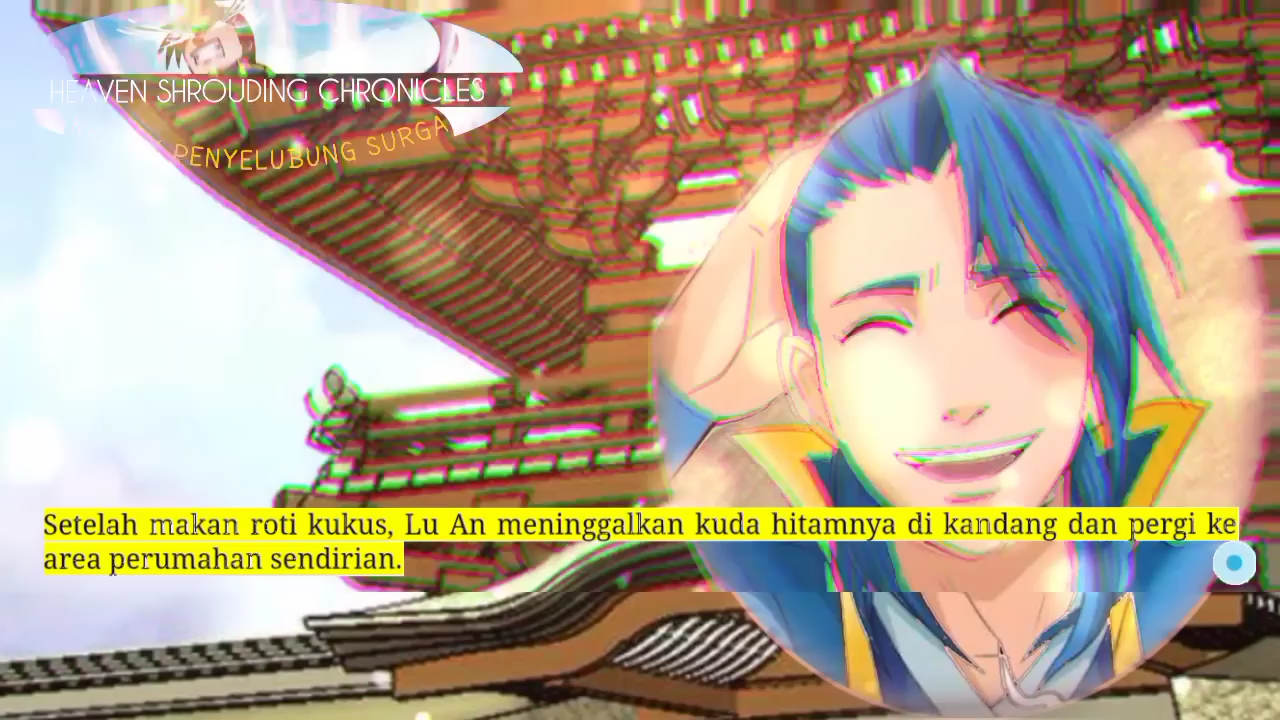 HEAVEN SHROUDING CHRONICLES
PENYELUBUNG SURGA
Setelah makan roti kukus, Lu An meninggalkan kuda hitamnya di kandang dan pergi ke
area perumahan sendirian.